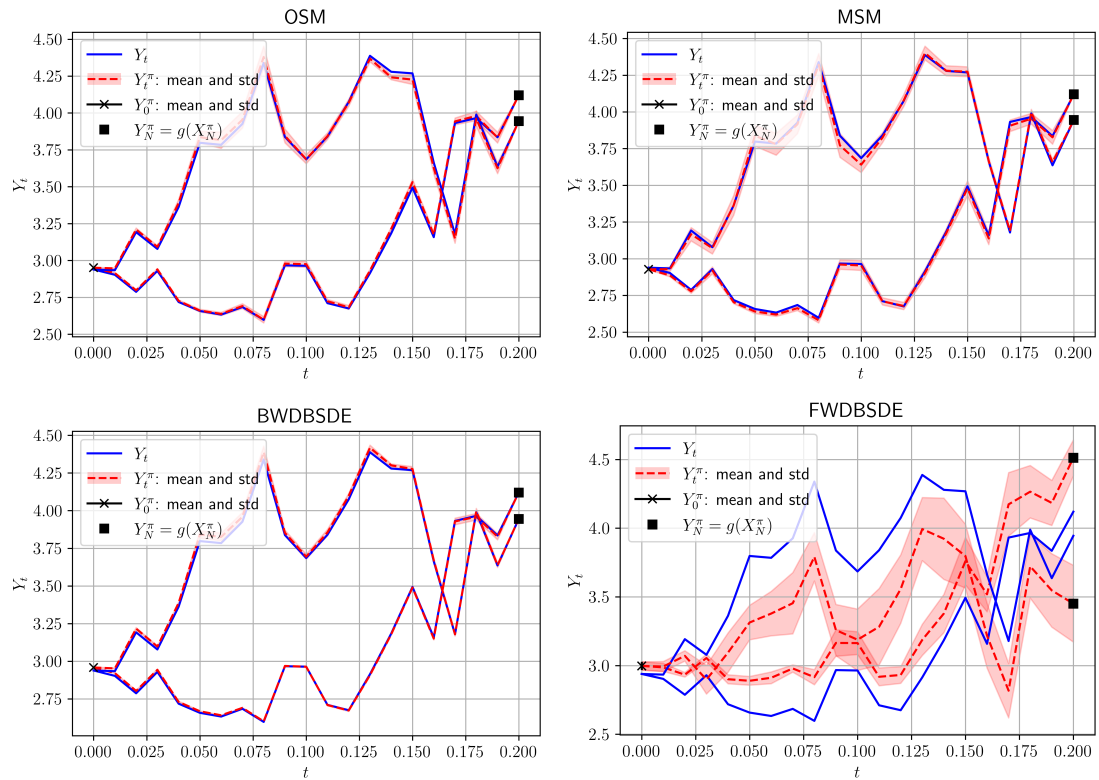 OSM
4.50
4.25
4.00
3.75
3.50
3.25
3.00
2.75
2.50
Y_t
Y_t
Y_t^π: mean and std
Y_0^π: mean and std
Y_N^π = g(X_N^π)
0.000 0.025 0.050 0.075 0.100 0.125 0.150 0.175 0.200
t
MSM
4.50
4.25
4.00
3.75
3.50
3.25
3.00
2.75
2.50
Y_t
Y_t
Y_t^π: mean and std
Y_0^π: mean and std
Y_N^π = g(X_N^π)
0.000 0.025 0.050 0.075 0.100 0.125 0.150 0.175 0.200
t
BWDBSDE
4.50
4.25
4.00
3.75
3.50
3.25
3.00
2.75
Y_t
Y_t
Y_t^π: mean and std
Y_0^π: mean and std
Y_N^π = g(X_N^π)
0.000 0.025 0.050 0.075 0.100 0.125 0.150 0.175 0.200
t
FWDBSDE
4.5
4.0
3.5
3.0
2.5
Y_t
Y_t
Y_t^π: mean and std
Y_0^π: mean and std
Y_N^π = g(X_N^π)
0.000 0.025 0.050 0.075 0.100 0.125 0.150 0.175 0.200
t